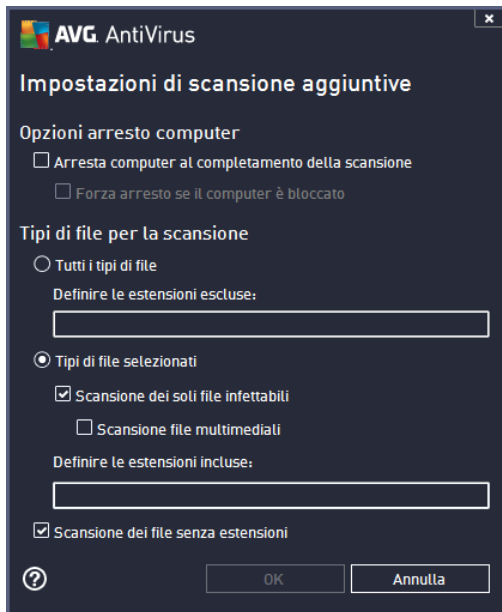 AVG. AntiVirus
x
Impostazioni di scansione aggiuntive
Opzioni arresto computer
Arresta computer al completamento della scansione
Forza arresto se il computer è bloccato
Tipi di file per la scansione
Tutti i tipi di file
Definire le estensioni escluse:
Tipi di file selezionati
Scansione dei soli file infettabili
Scansione file multimediali
Definire le estensioni incluse:
Scansione dei file senza estensioni
? OK Annulla